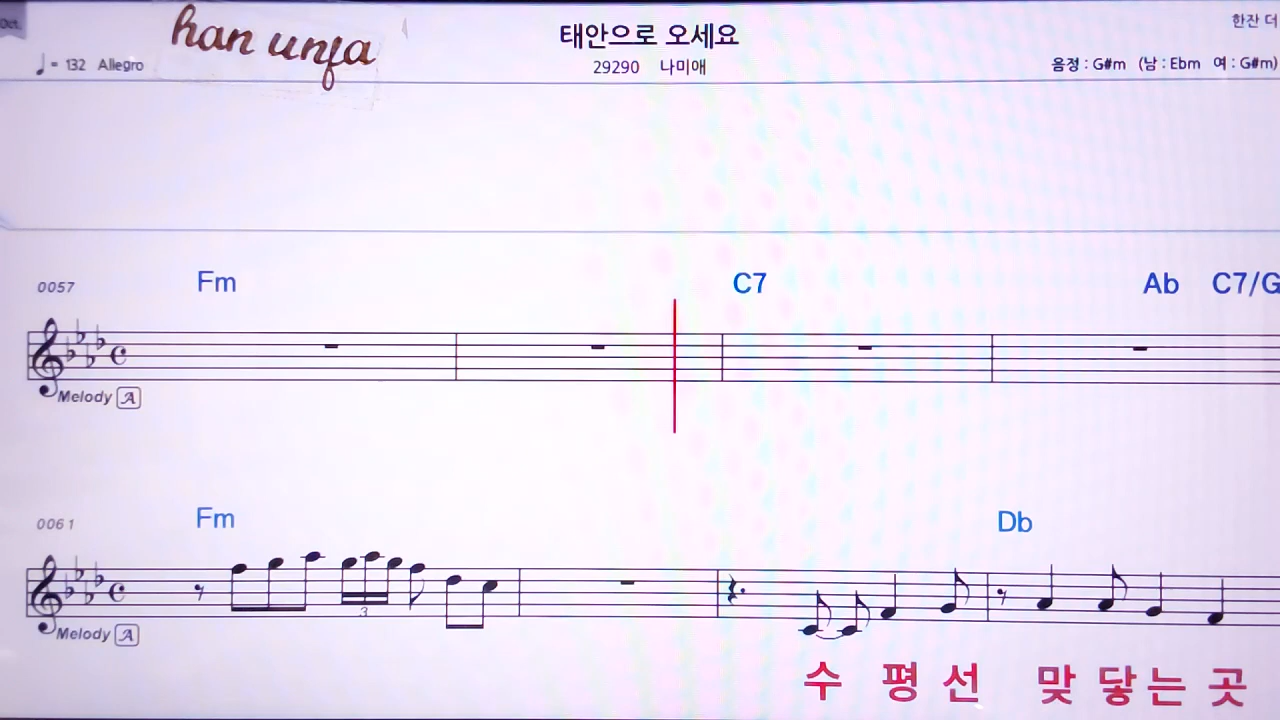 Oct.
han unfa
태안으로 오세요
한잔 더
♩ = 132 Allegro
29290 나미애
음정 : G#m (남 : Ebm 여 : G#m)
0057
Fm C7 Ab C7/G
Melody A
0061
Fm Db
3
Melody A
수 평 선 맞 닿 는 곳